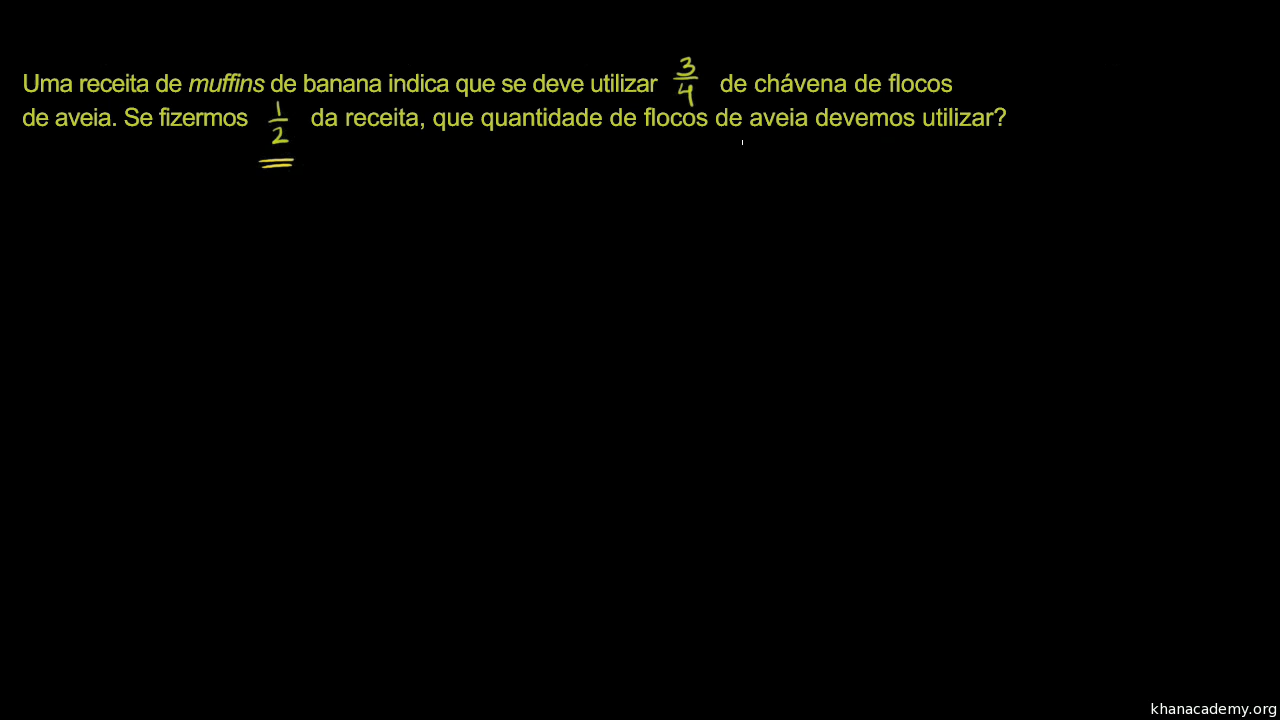 Uma receita de muffins de banana indica que se deve utilizar 3/4 de chávena de flocos
de aveia. Se fizermos 1/2 da receita, que quantidade de flocos de aveia devemos utilizar?
khanacademy.org